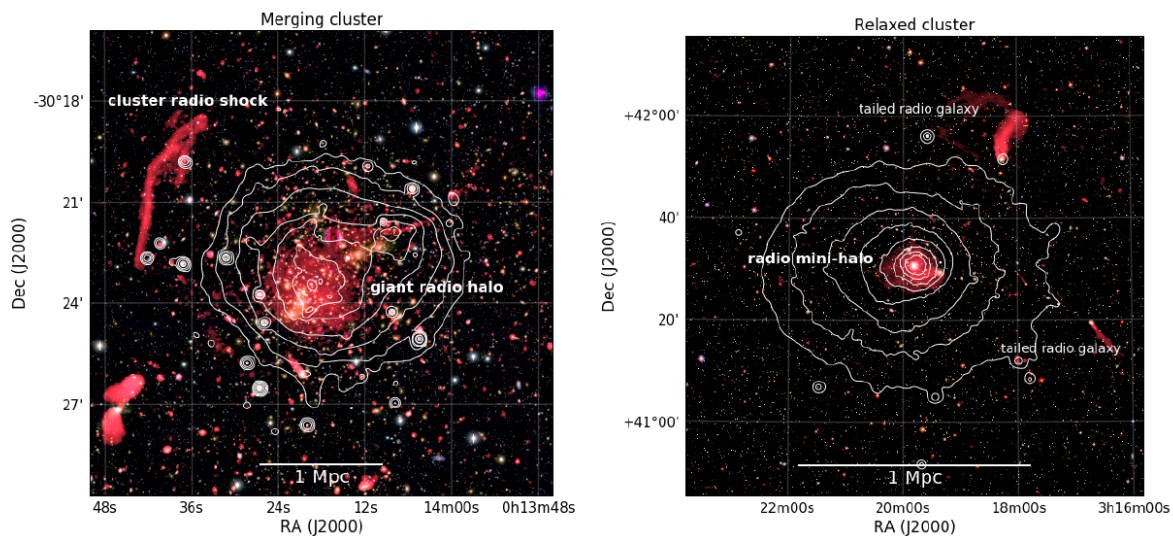 Merging cluster
cluster radio shock
giant radio halo
1 Mpc
-30°18'
21'
24'
27'
48s 36s 24s 12s 14m00s 0h13m48s
RA (J2000)
Dec (J2000)
Relaxed cluster
tailed radio galaxy
radio mini-halo
tailed radio galaxy
1 Mpc
+42°00'
40'
20'
+41°00'
22m00s 20m00s 18m00s 3h16m00s
RA (J2000)
Dec (J2000)